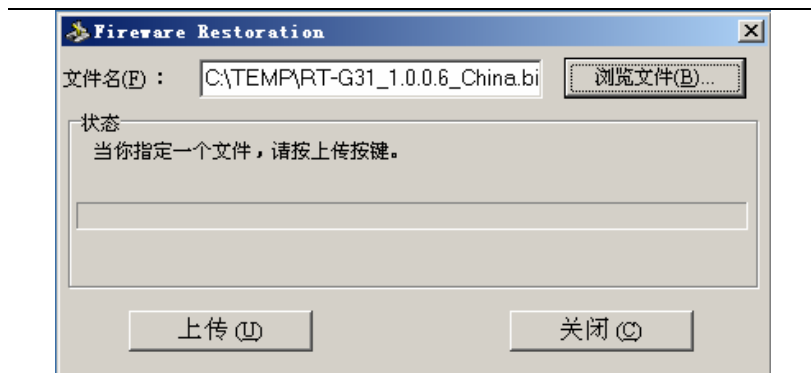 Fireware Restoration
文件名(F)： C:\TEMP\RT-G31_1.0.0.6_China.bi 浏览文件(B)...
状态
当你指定一个文件，请按上传按键。
上传(U) 关闭(C)